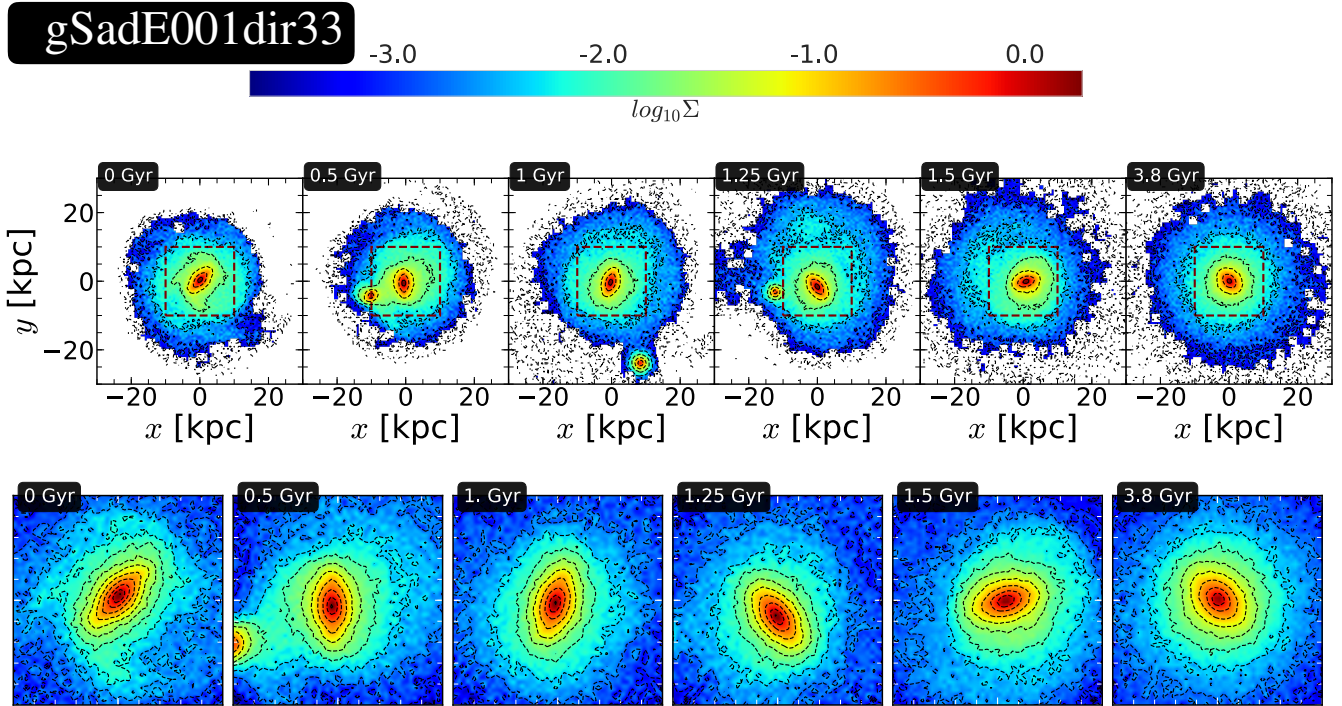 gSadE001dir33
-3.0 -2.0 -1.0 0.0
log10Σ
0 Gyr 0.5 Gyr 1 Gyr 1.25 Gyr 1.5 Gyr 3.8 Gyr
20
0
−20
y [kpc]
−20 0 20 −20 0 20 −20 0 20 −20 0 20 −20 0 20 −20 0 20
x [kpc] x [kpc] x [kpc] x [kpc] x [kpc] x [kpc]
0 Gyr 0.5 Gyr 1. Gyr 1.25 Gyr 1.5 Gyr 3.8 Gyr